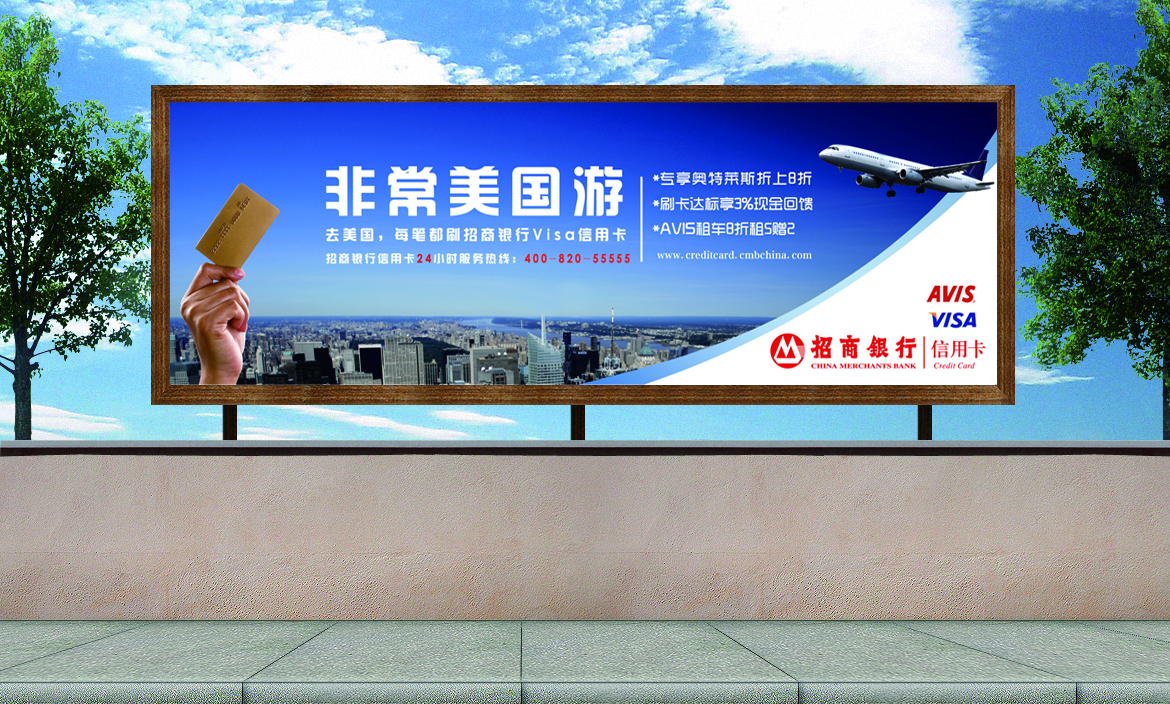 非常美国游
去美国，每笔都刷招商银行Visa信用卡
招商银行信用卡24小时服务热线：400-820-55555
*专享奥特莱斯折上8折
*刷卡达标享3%现金回馈
*AVIS租车8折租5赠2
www.creditcard.cmbchina.com
AVIS
VISA
招商银行
CHINA MERCHANTS BANK
信用卡
Credit Card